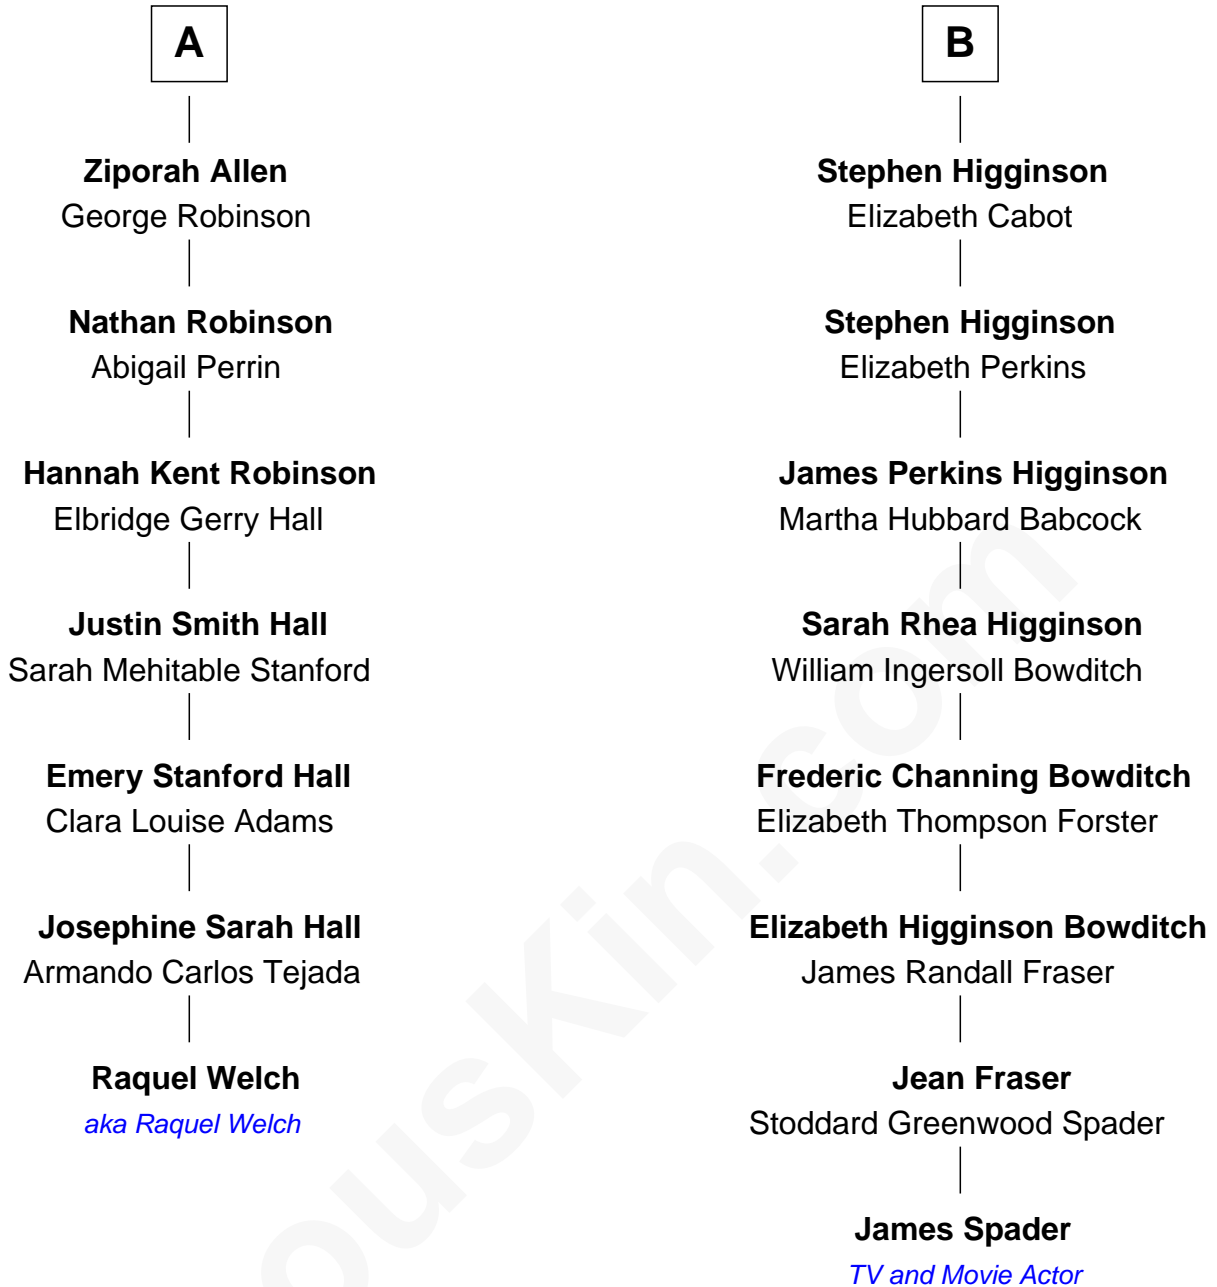 A
Ziporah Allen
George Robinson
Nathan Robinson
Abigail Perrin
Hannah Kent Robinson
Elbridge Gerry Hall
Justin Smith Hall
Sarah Mehitable Stanford
Emery Stanford Hall
Clara Louise Adams
Josephine Sarah Hall
Armando Carlos Tejada
Raquel Welch
aka Raquel Welch
B
Stephen Higginson
Elizabeth Cabot
Stephen Higginson
Elizabeth Perkins
James Perkins Higginson
Martha Hubbard Babcock
Sarah Rhea Higginson
William Ingersoll Bowditch
Frederic Channing Bowditch
Elizabeth Thompson Forster
Elizabeth Higginson Bowditch
James Randall Fraser
Jean Fraser
Stoddard Greenwood Spader
James Spader
TV and Movie Actor
ousKin.com